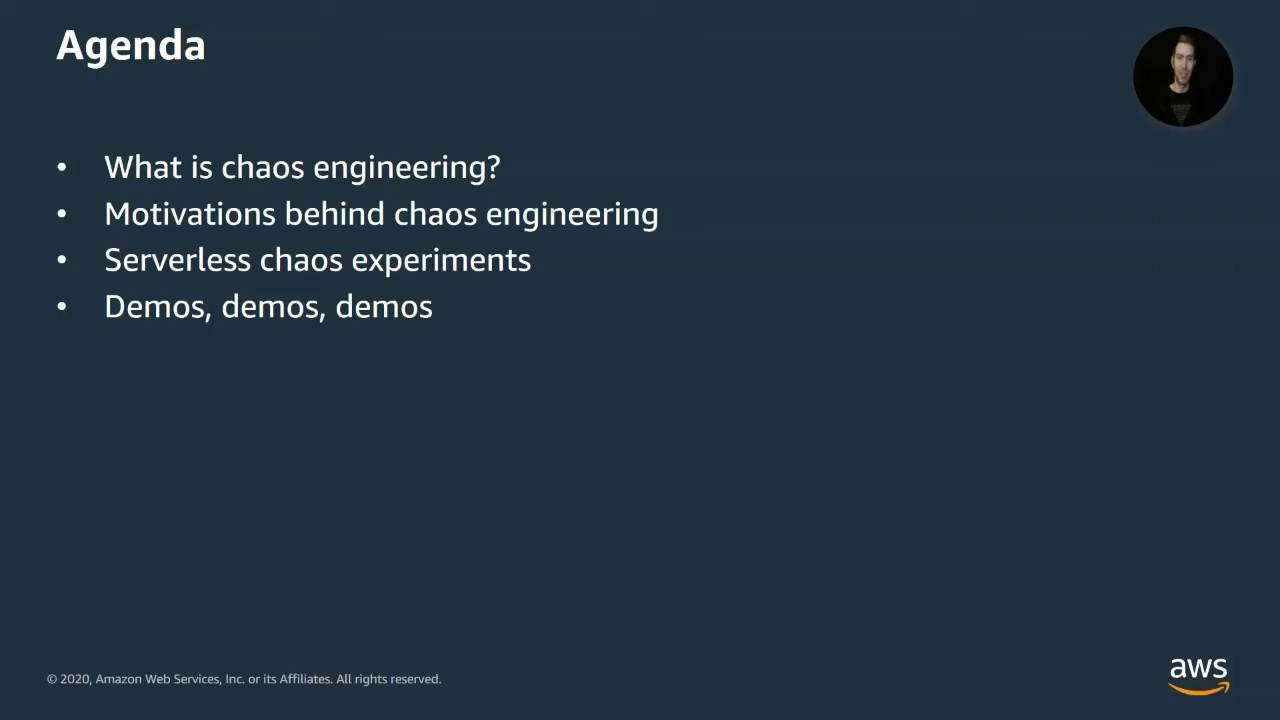 Agenda
• What is chaos engineering?
• Motivations behind chaos engineering
• Serverless chaos experiments
• Demos, demos, demos
© 2020, Amazon Web Services, Inc. or its Affiliates. All rights reserved.
aws